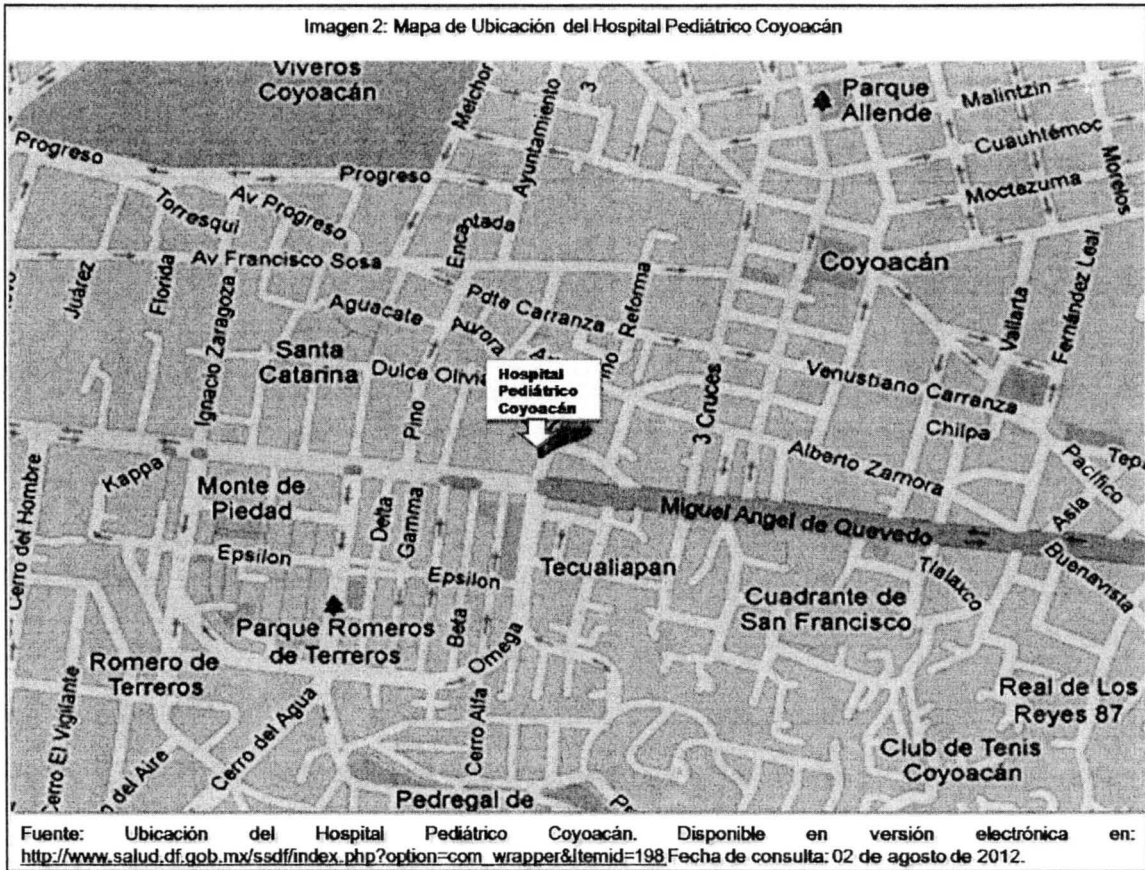 Imagen 2: Mapa de Ubicación del Hospital Pediátrico Coyoacán
Viveros
Coyoacán
Melchor
Ayuntamiento
3
Parque
Allende
Malintzin
Cuauhtémoc
Moctezuma
Morelos
Progreso
Progreso
Torresqui
Av Progreso
Encantada
Av Francisco Sosa
Juárez
Florida
Ignacio Zaragoza
Aguacate
Aurora
Pdte Carranza
Reforma
Coyoacán
Vallarta
Fernández Leal
Santa
Catarina
Dulce Olivia
Pino
Hospital
Pediátrico
Coyoacán
3 Cruces
Venustiano Carranza
Chilpa
Alberto Zamora
Pacífico
Asia
Buenavista
Cerro del Hombre
Kappa
Monte de
Piedad
Delta
Gamma
Miguel Angel de Quevedo
Epsilon
Epsilon
Tecualiapan
Tlalaxco
Cuadrante de
San Francisco
Beta
Omega
Parque Romeros
de Terreros
Romero de
Terreros
Cerro El Vigilante
Cerro del Agua
Cerro Alfa
Real de Los
Reyes 87
Club de Tenis
Coyoacán
del Aire
Pedregal de
Fuente: Ubicación del Hospital Pediátrico Coyoacán. Disponible en versión electrónica en:
http://www.salud.df.gob.mx/ssdf/index.php?option=com_wrapper&Itemid=198 Fecha de consulta: 02 de agosto de 2012.